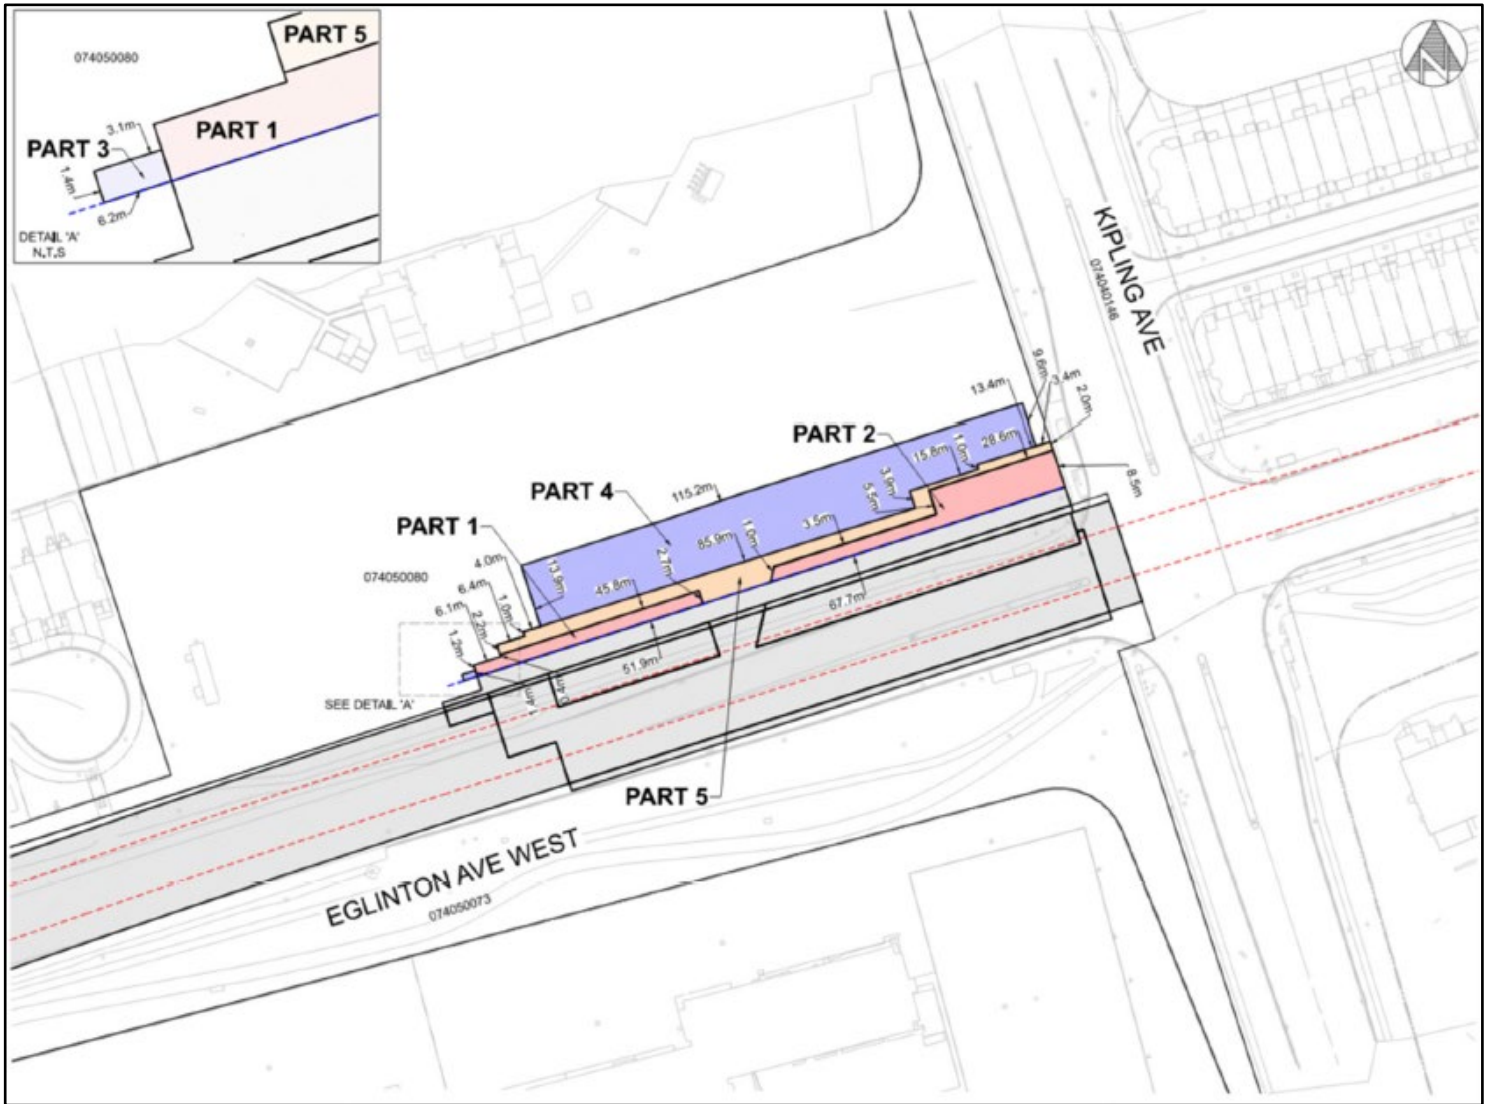 PART 5
074050080
3.1m
PART 1
PART 3
1.4m
6.2m
DETAIL 'A'
N.T.S
N
KIPLING AVE
074040146
9.6m
13.4m
3.4m
2.0m
PART 2
28.6m
1.0m
15.8m
3.9m
5.5m
8.5m
115.2m
PART 4
3.5m
85.9m
1.0m
PART 1
2.7m
4.0m
13.9m
074050080
6.4m
45.8m
6.1m
1.0m
2.2m
1.2m
67.7m
51.9m
SEE DETAIL 'A'
1.4m
0.4m
PART 5
EGLINTON AVE WEST
074050073